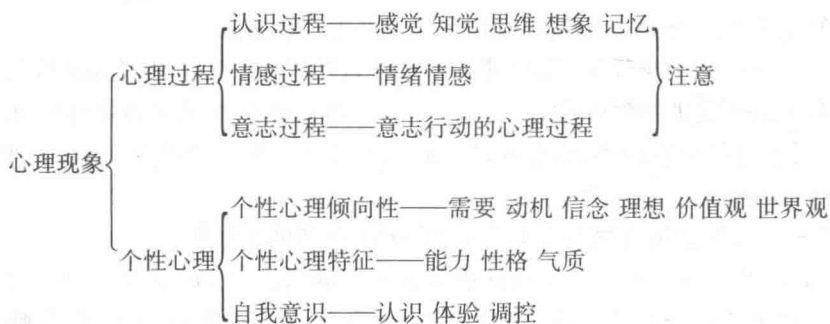 认识过程——感觉 知觉 思维 想象 记忆
心理过程 情感过程——情绪情感 注意
意志过程——意志行动的心理过程
心理现象
个性心理倾向性——需要 动机 信念 理想 价值观 世界观
个性心理 个性心理特征——能力 性格 气质
自我意识——认识 体验 调控